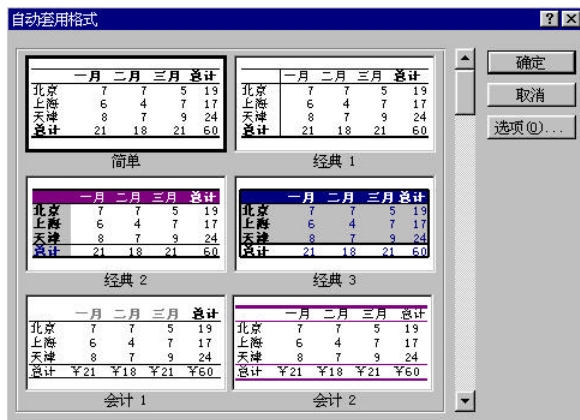 自动套用格式
一月 二月 三月 总计 一月 二月 三月 总计
北京 7 7 5 19 北京 7 7 5 19
上海 6 4 7 17 上海 6 4 7 17
天津 8 7 9 24 天津 8 7 9 24
总计 21 18 21 60 总计 21 18 21 60
简单 经典 1
一月 二月 三月 总计 一月 二月 三月 总计
北京 7 7 5 19 北京 7 7 5 19
上海 6 4 7 17 上海 6 4 7 17
天津 8 7 9 24 天津 8 7 9 24
总计 21 18 21 60 总计 21 18 21 60
经典 2 经典 3
一月 二月 三月 总计 一月 二月 三月 总计
北京 7 7 5 19 北京 7 7 5 19
上海 6 4 7 17 上海 6 4 7 17
天津 8 7 9 24 天津 8 7 9 24
总计 ¥21 ¥18 ¥21 ¥60 总计 ¥21 ¥18 ¥21 ¥60
会计 1 会计 2
确定
取消
选项(O)...